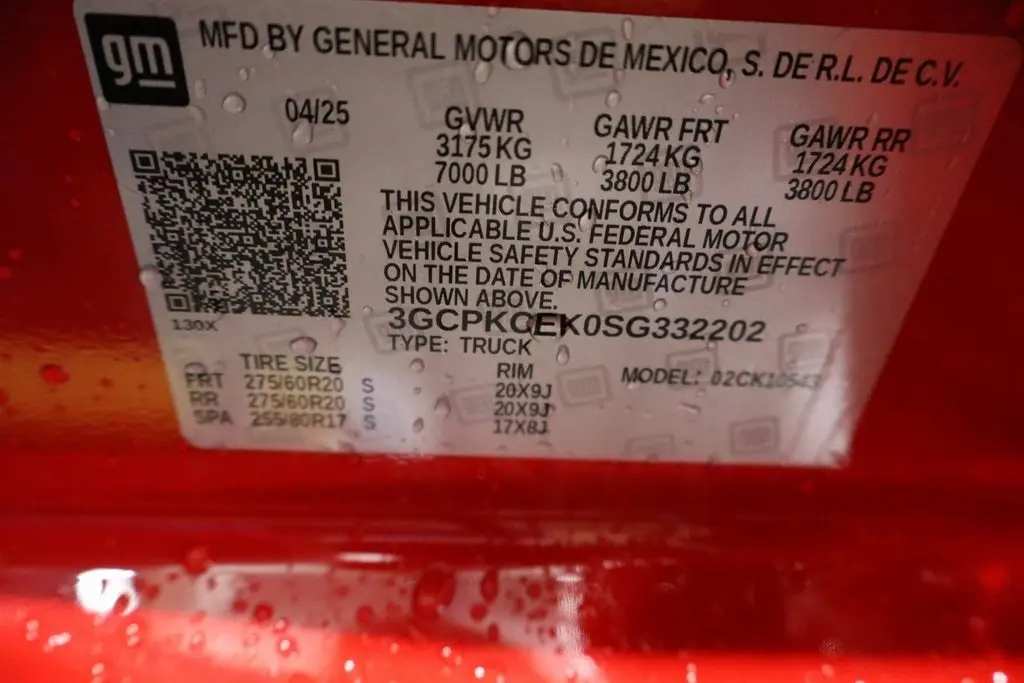 gm MFD BY GENERAL MOTORS DE MEXICO, S. DE R.L. DE C.V.
04/25
GVWR GAWR FRT GAWR RR
3175 KG 1724 KG 1724 KG
7000 LB 3800 LB 3800 LB
THIS VEHICLE CONFORMS TO ALL
APPLICABLE U.S. FEDERAL MOTOR
VEHICLE SAFETY STANDARDS IN EFFECT
ON THE DATE OF MANUFACTURE
SHOWN ABOVE.
130X 3GCPKCEK0SG332202
TYPE: TRUCK
TIRE SIZE RIM MODEL: 02CK10543
FRT 275/60R20 S 20X9J
RR 275/60R20 S 20X9J
SPA 255/80R17 S 17X8J